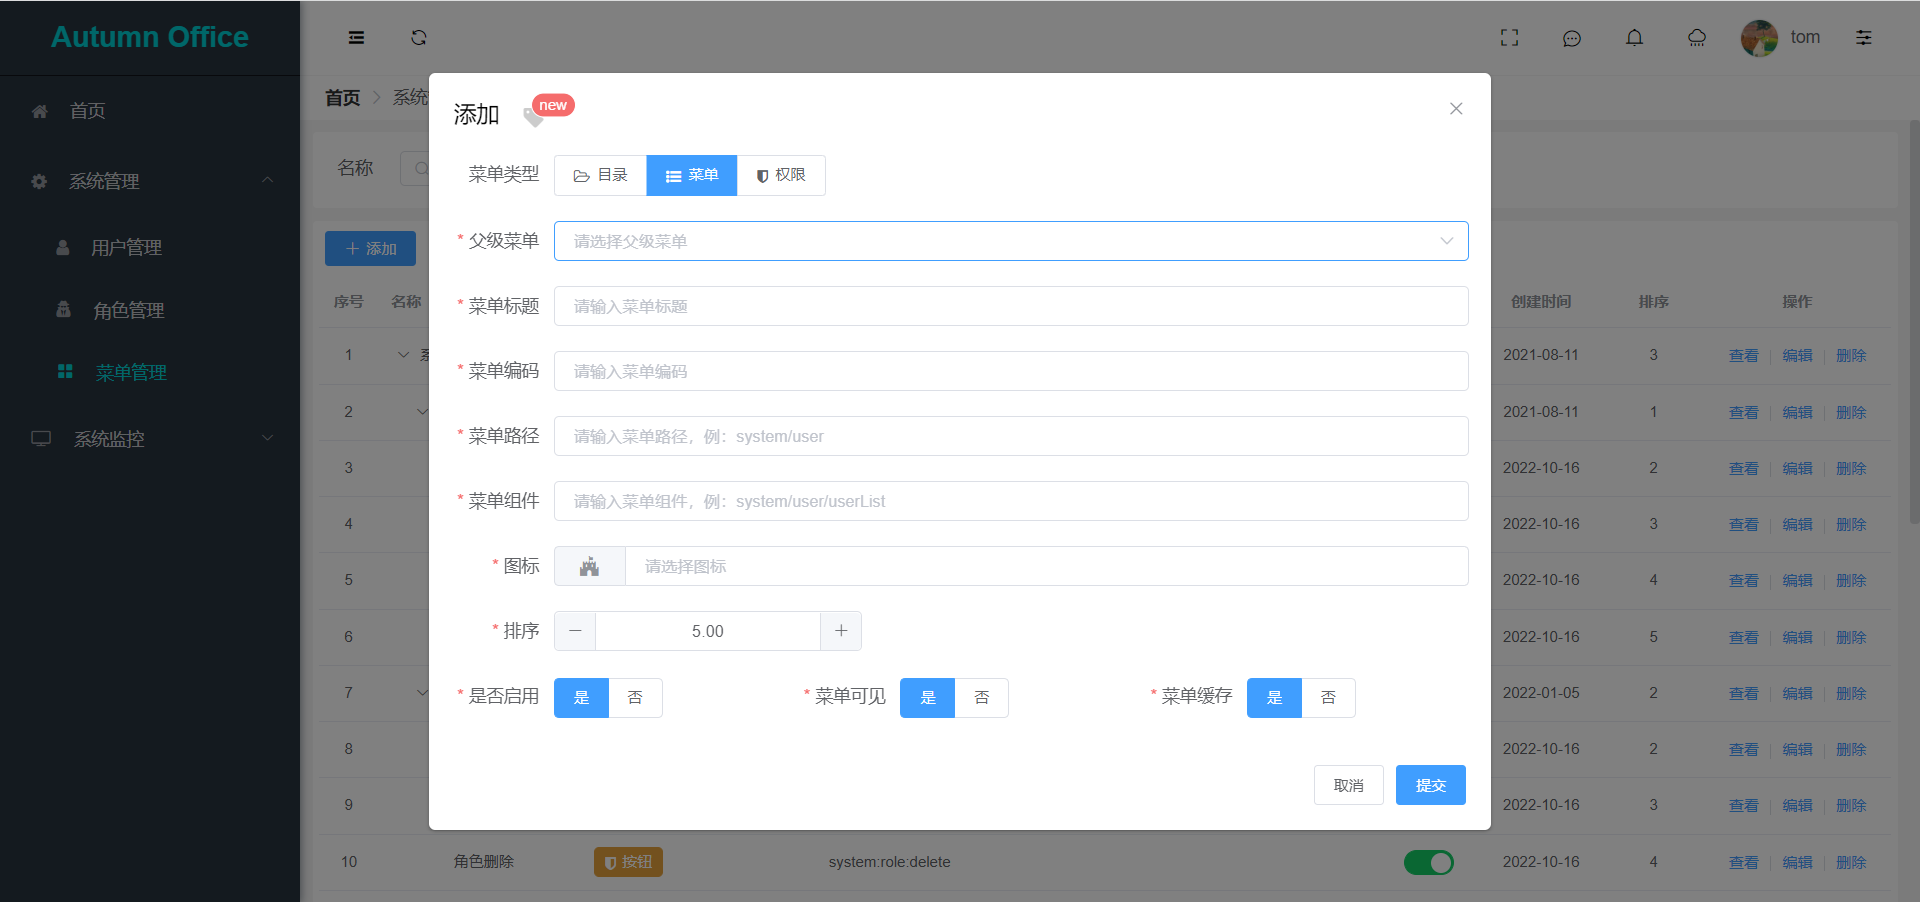 Autumn Office
tom
首页
系统管理
用户管理
角色管理
菜单管理
系统监控
首页 系统
名称
添加
序号 名称 创建时间 排序 操作
1 2021-08-11 3 查看 编辑 删除
2 2021-08-11 1 查看 编辑 删除
3 2022-10-16 2 查看 编辑 删除
4 2022-10-16 3 查看 编辑 删除
5 2022-10-16 4 查看 编辑 删除
6 2022-10-16 5 查看 编辑 删除
7 2022-01-05 2 查看 编辑 删除
8 2022-10-16 2 查看 编辑 删除
9 2022-10-16 3 查看 编辑 删除
10 角色删除 按钮 system:role:delete 2022-10-16 4 查看 编辑 删除
添加 new
菜单类型 目录 菜单 权限
* 父级菜单 请选择父级菜单
* 菜单标题 请输入菜单标题
* 菜单编码 请输入菜单编码
* 菜单路径 请输入菜单路径，例：system/user
* 菜单组件 请输入菜单组件，例：system/user/userList
* 图标 请选择图标
* 排序 5.00
* 是否启用 是 否 * 菜单可见 是 否 * 菜单缓存 是 否
取消 提交